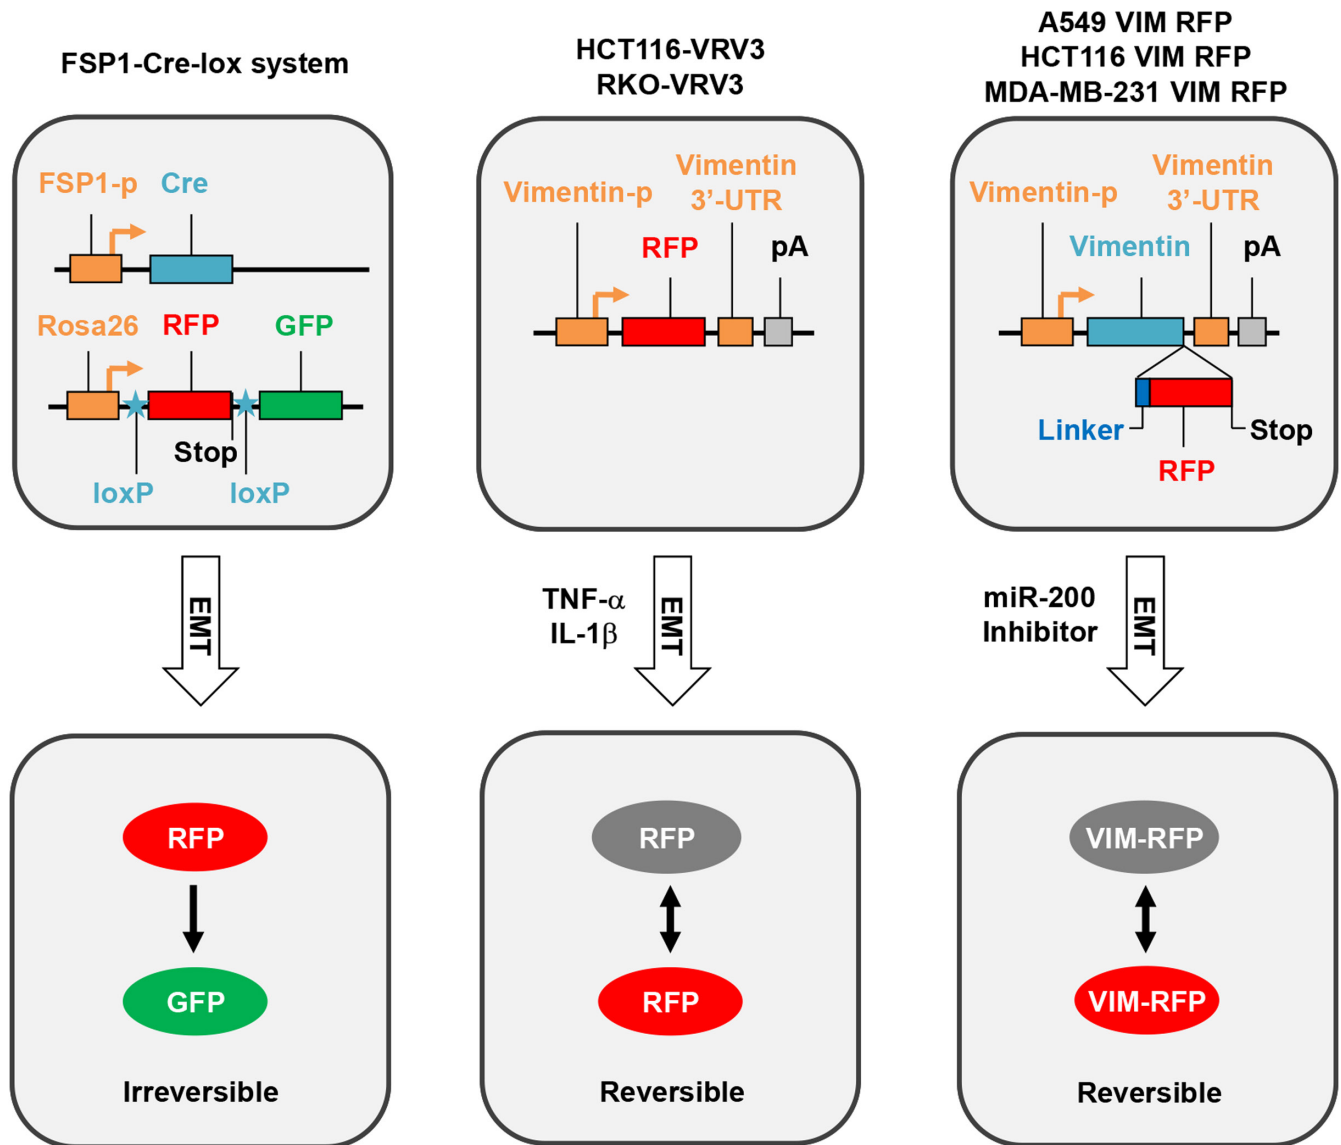 FSP1-Cre-lox system
FSP1-p
Cre
Rosa26
RFP
GFP
Stop
loxP
loxP
EMT
RFP
GFP
Irreversible
HCT116-VRV3
RKO-VRV3
Vimentin-p
Vimentin
3’-UTR
RFP
pA
TNF-α
IL-1β
EMT
RFP
RFP
Reversible
A549 VIM RFP
HCT116 VIM RFP
MDA-MB-231 VIM RFP
Vimentin-p
Vimentin
3’-UTR
Vimentin
pA
Linker
Stop
RFP
miR-200
Inhibitor
EMT
VIM-RFP
VIM-RFP
Reversible